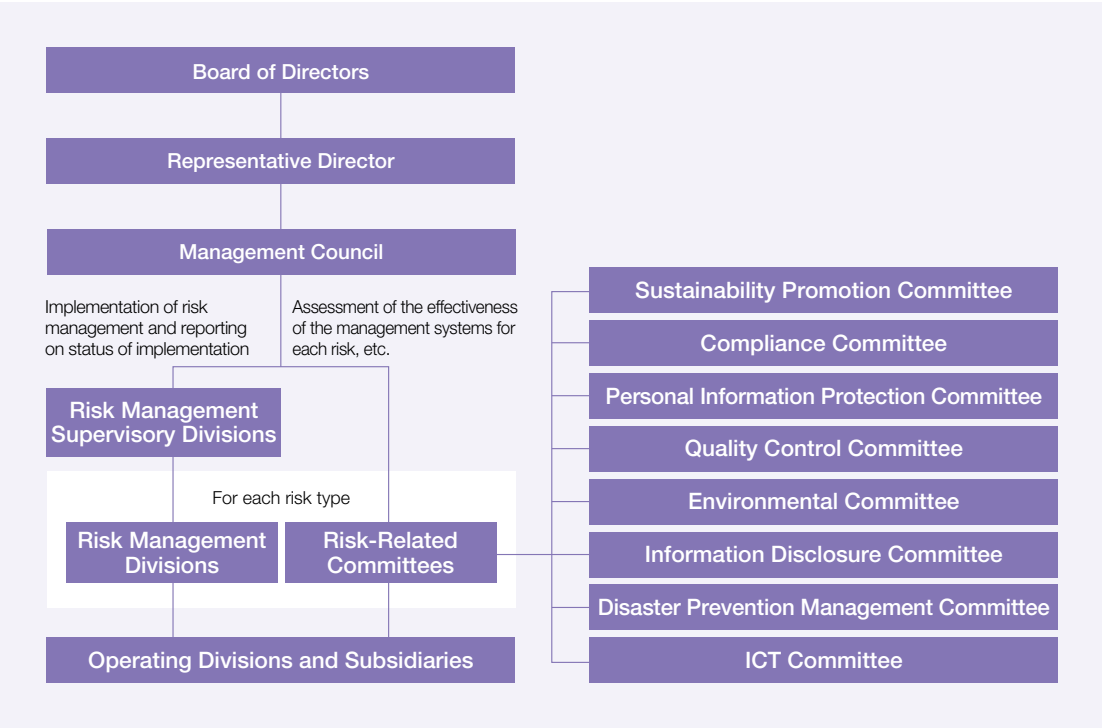 Board of Directors
Representative Director
Management Council
Implementation of risk
management and reporting
on status of implementation
Assessment of the effectiveness
of the management systems for
each risk, etc.
Risk Management
Supervisory Divisions
For each risk type
Risk Management
Divisions
Risk-Related
Committees
Operating Divisions and Subsidiaries
Sustainability Promotion Committee
Compliance Committee
Personal Information Protection Committee
Quality Control Committee
Environmental Committee
Information Disclosure Committee
Disaster Prevention Management Committee
ICT Committee